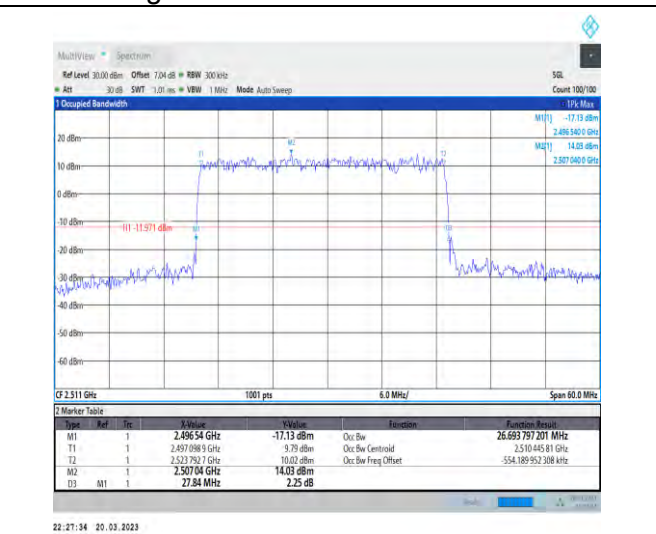 MultiView Spectrum
Ref Level 30.00 dBm Offset 7.04 dB RBW 300 kHz SGL
Att 30 dB SWT 1.01 ms VBW 1 MHz Mode Auto Sweep Count 100/100
1 Occupied Bandwidth 1Pk Max
M1[1] -17.13 dBm
2.496 540 0 GHz
M2[1] 14.03 dBm
2.507 040 0 GHz
20 dBm
M2
T1 T2
10 dBm
0 dBm
-10 dBm
H1 -11.971 dBm M1
-20 dBm
-30 dBm
-40 dBm
-50 dBm
-60 dBm
CF 2.511 GHz 1001 pts 6.0 MHz/ Span 60.0 MHz
2 Marker Table
Type Ref Trc X-Value Y-Value Function Function Result
M1 1 2.496 54 GHz -17.13 dBm Occ Bw 26.693 797 201 MHz
T1 1 2.497 098 9 GHz 9.79 dBm Occ Bw Centroid 2.510 445 81 GHz
T2 1 2.523 792 7 GHz 10.02 dBm Occ Bw Freq Offset -554.189 952 308 kHz
M2 1 2.507 04 GHz 14.03 dBm
D3 M1 1 27.84 MHz 2.25 dB
22:27:34 20.03.2023